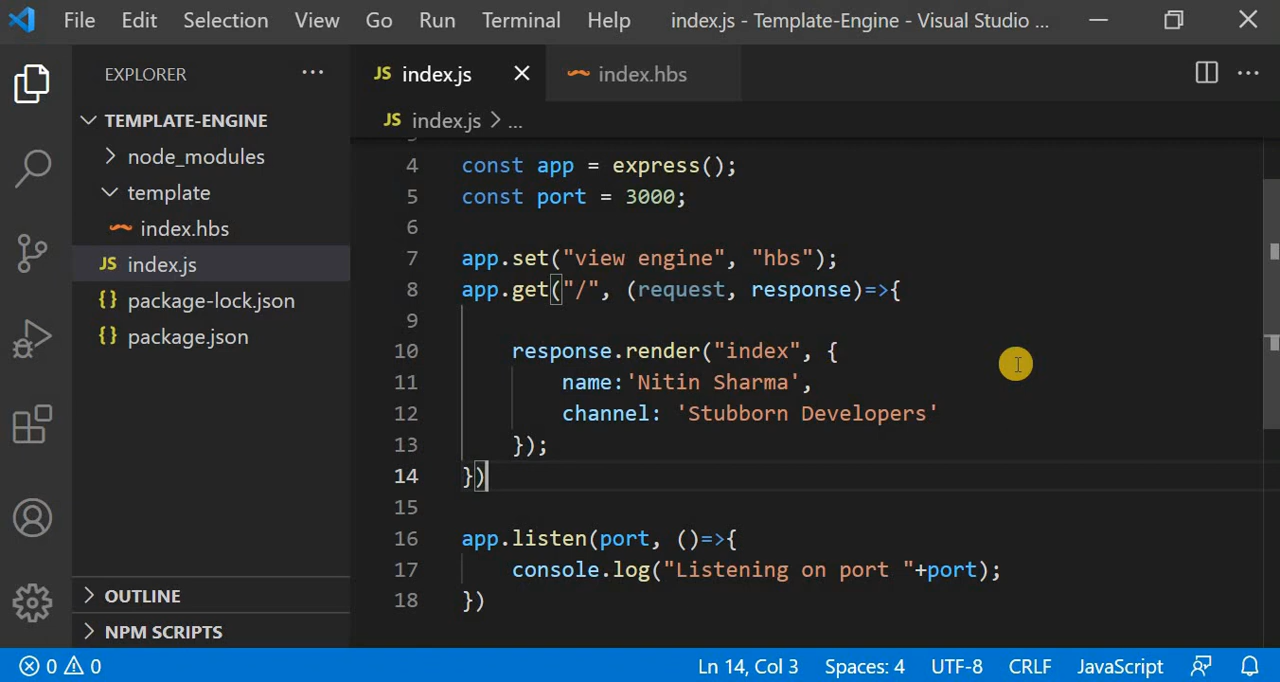 File Edit Selection View Go Run Terminal Help index.js - Template-Engine - Visual Studio ...
EXPLORER ...
JS index.js
index.hbs
...
TEMPLATE-ENGINE
node_modules
template
index.hbs
JS index.js
{} package-lock.json
{} package.json
OUTLINE
NPM SCRIPTS
JS index.js > ...
4 const app = express();
5 const port = 3000;
6
7 app.set("view engine", "hbs");
8 app.get("/", (request, response)=>{
9
10 response.render("index", {
11 name:'Nitin Sharma',
12 channel: 'Stubborn Developers'
13 });
14 })
15
16 app.listen(port, ()=>{
17 console.log("Listening on port "+port);
18 })
0 0 Ln 14, Col 3 Spaces: 4 UTF-8 CRLF JavaScript